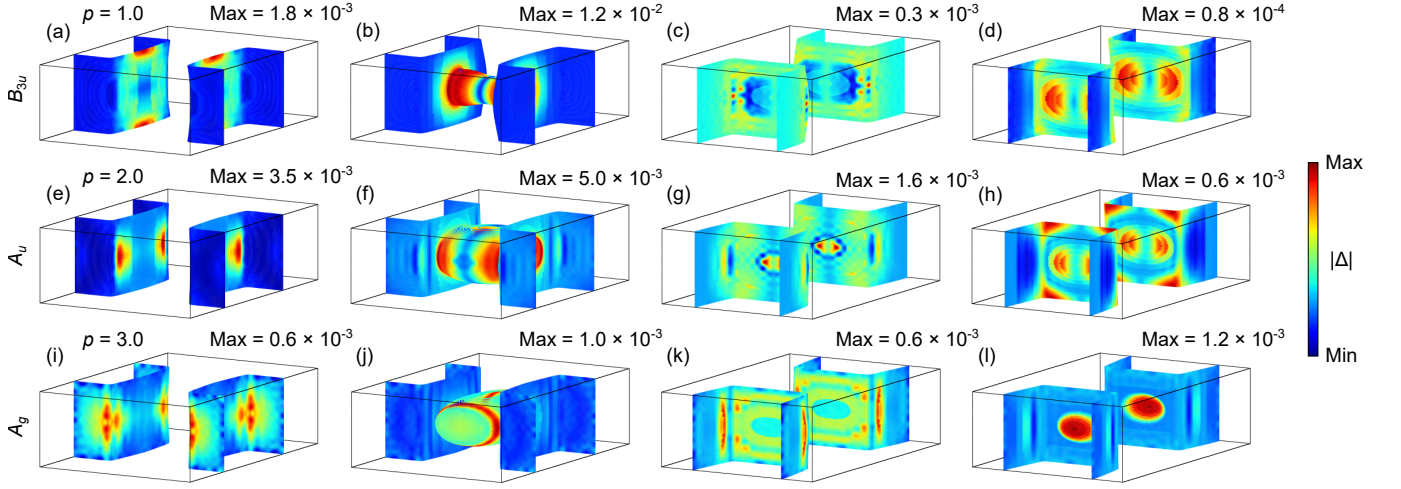 p = 1.0
Max = 1.8 × 10-3
Max = 1.2 × 10-2
Max = 0.3 × 10-3
Max = 0.8 × 10-4
(a)
(b)
(c)
(d)
B3u
p = 2.0
Max = 3.5 × 10-3
Max = 5.0 × 10-3
Max = 1.6 × 10-3
Max = 0.6 × 10-3
(e)
(f)
(g)
(h)
Au
Max
|Δ|
Min
p = 3.0
Max = 0.6 × 10-3
Max = 1.0 × 10-3
Max = 0.6 × 10-3
Max = 1.2 × 10-3
(i)
(j)
(k)
(l)
Ag